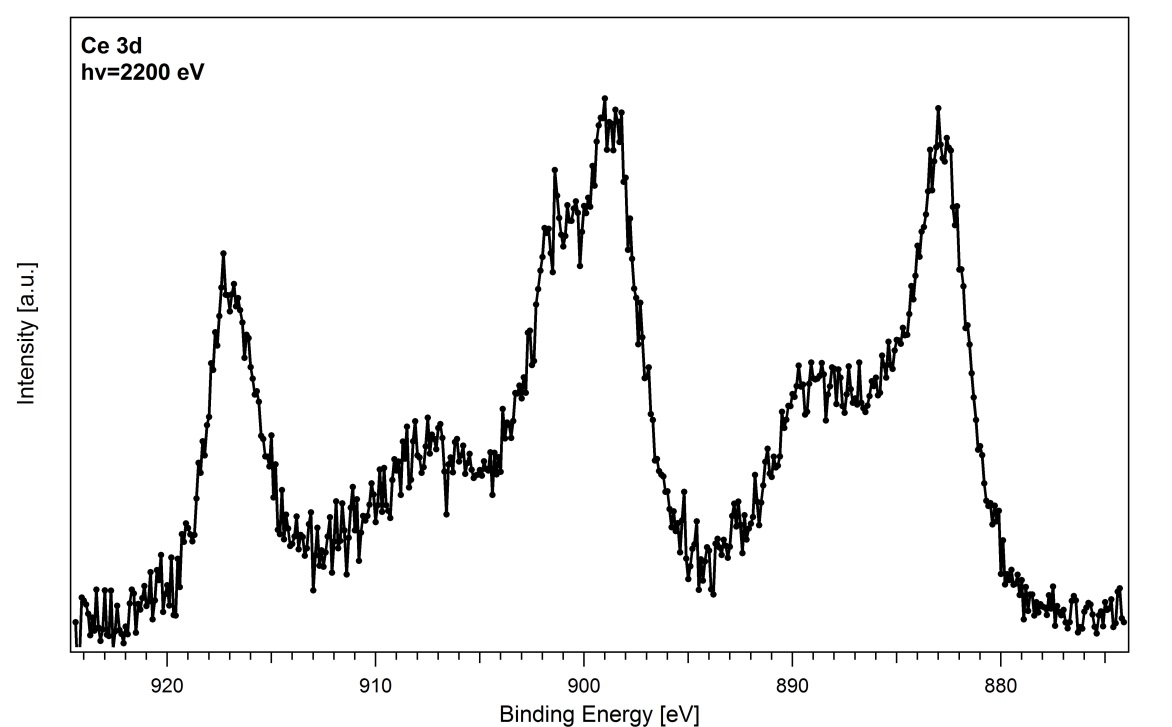 Ce 3d
hv=2200 eV
Intensity [a.u.]
920
910
900
890
880
Binding Energy [eV]